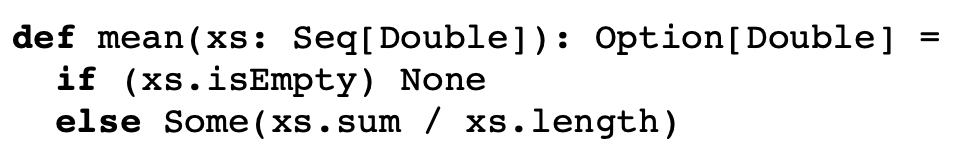 def mean(xs: Seq[Double]): Option[Double] =
  if (xs.isEmpty) None
  else Some(xs.sum / xs.length)